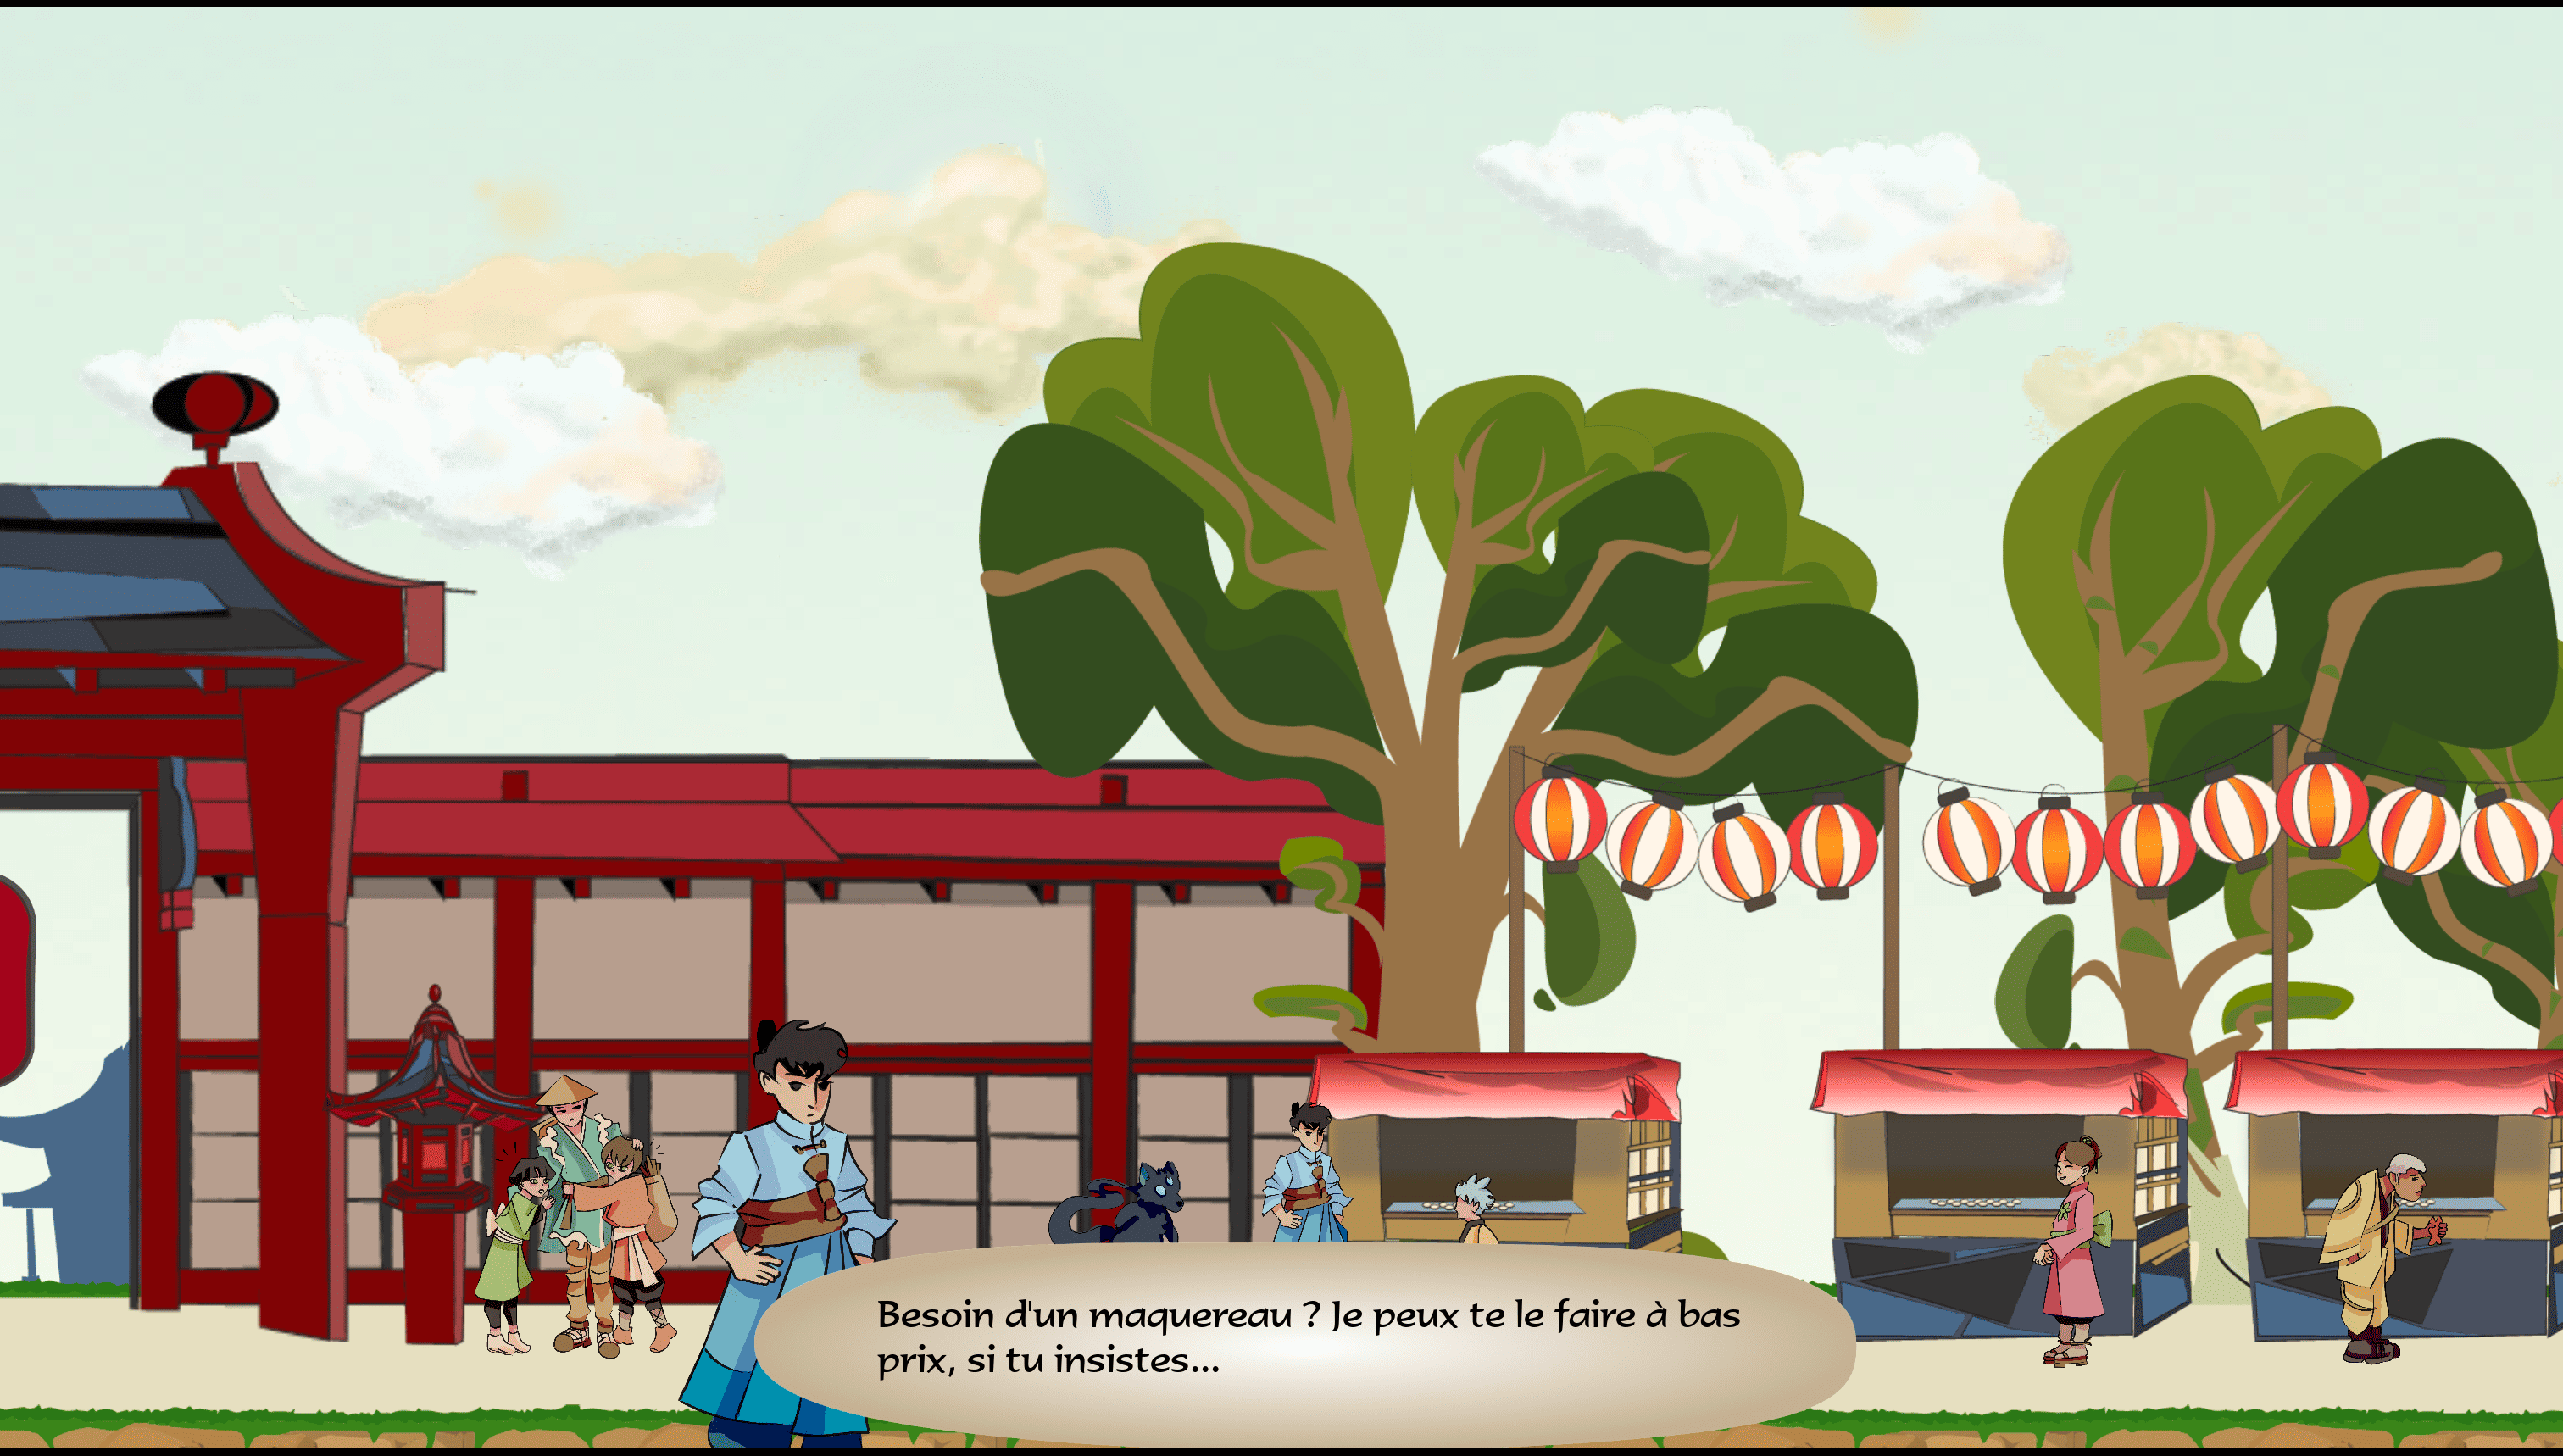 Besoin d'un maquereau ? Je peux te le faire à bas
prix, si tu insistes...